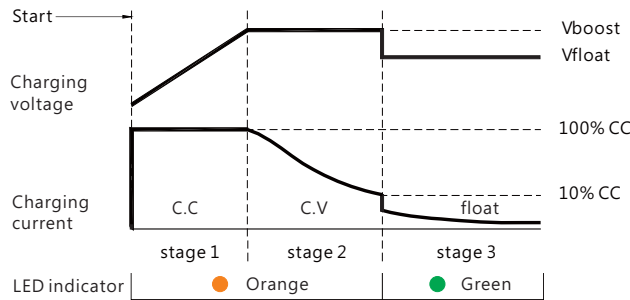 Start
Vboost
Vfloat
Charging
voltage
100% CC
10% CC
Charging
current
C.C
C.V
float
stage 1
stage 2
stage 3
LED indicator
Orange
Green